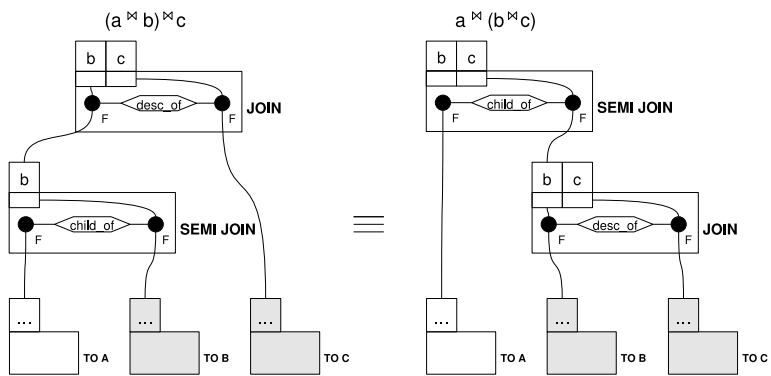 (a ⋈ b) ⋈ c
a ⋈ (b ⋈ c)
b c
b c
desc_of
child_of
F F
F F
JOIN
SEMI JOIN
b
b c
child_of
desc_of
F F
F F
SEMI JOIN
JOIN
... ... ...
... ... ...
TO A TO B TO C
TO A TO B TO C